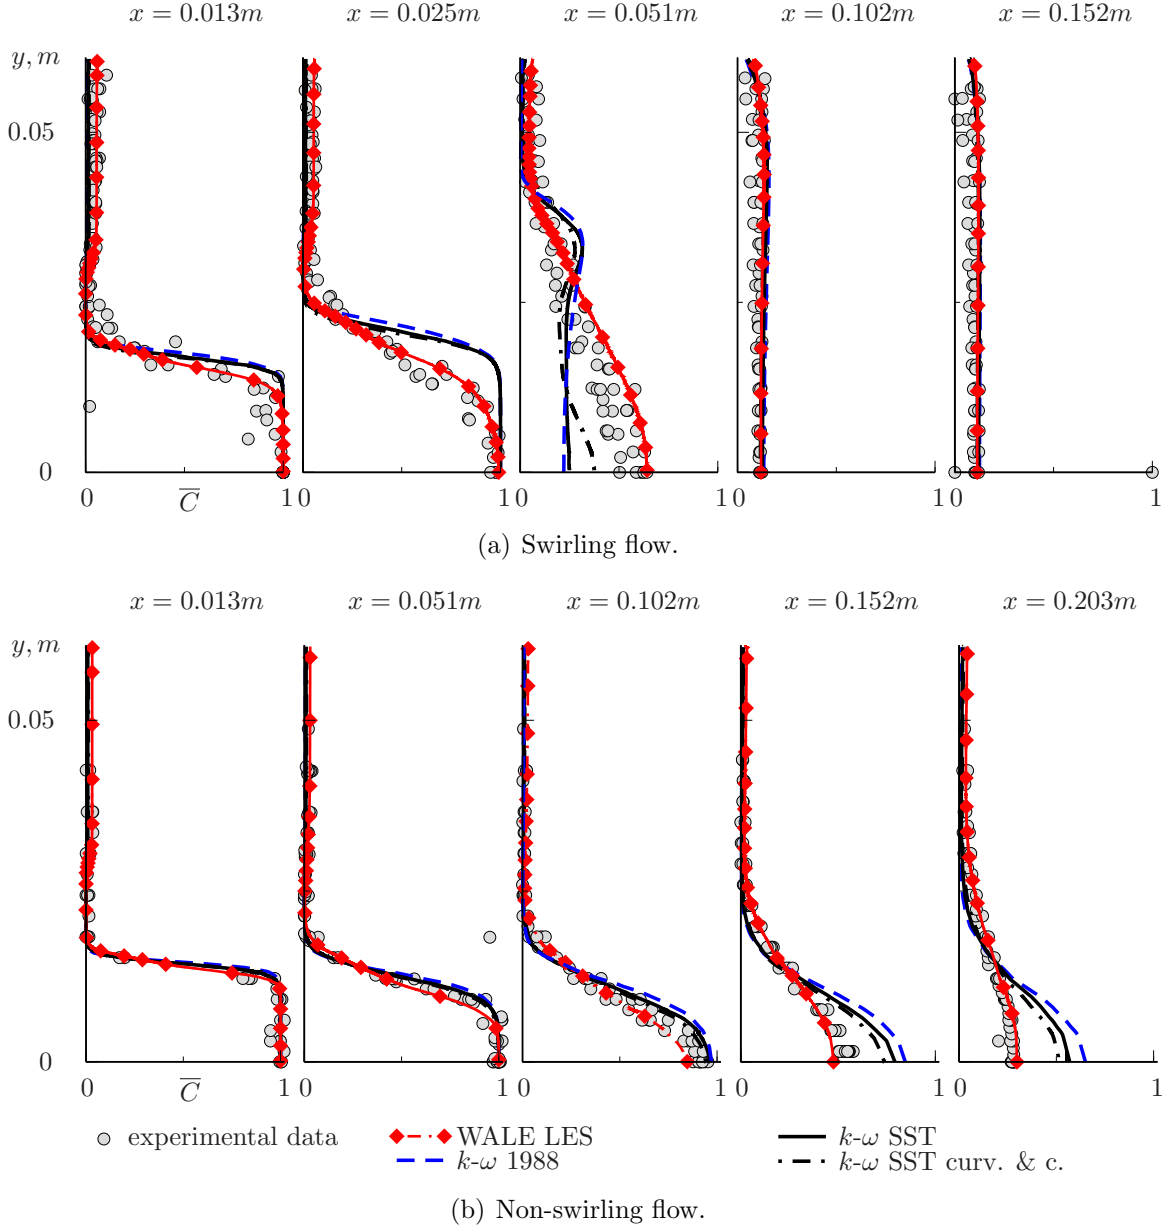 x = 0.013m x = 0.025m x = 0.051m x = 0.102m x = 0.152m
y, m
0.05
0
0 C̅ 1 0 1 0 1 0 1 0 1
(a) Swirling flow.
x = 0.013m x = 0.051m x = 0.102m x = 0.152m x = 0.203m
y, m
0.05
0
0 C̅ 1 0 1 0 1 0 1 0 1
experimental data WALE LES k-ω SST
k-ω 1988 k-ω SST curv. & c.
(b) Non-swirling flow.